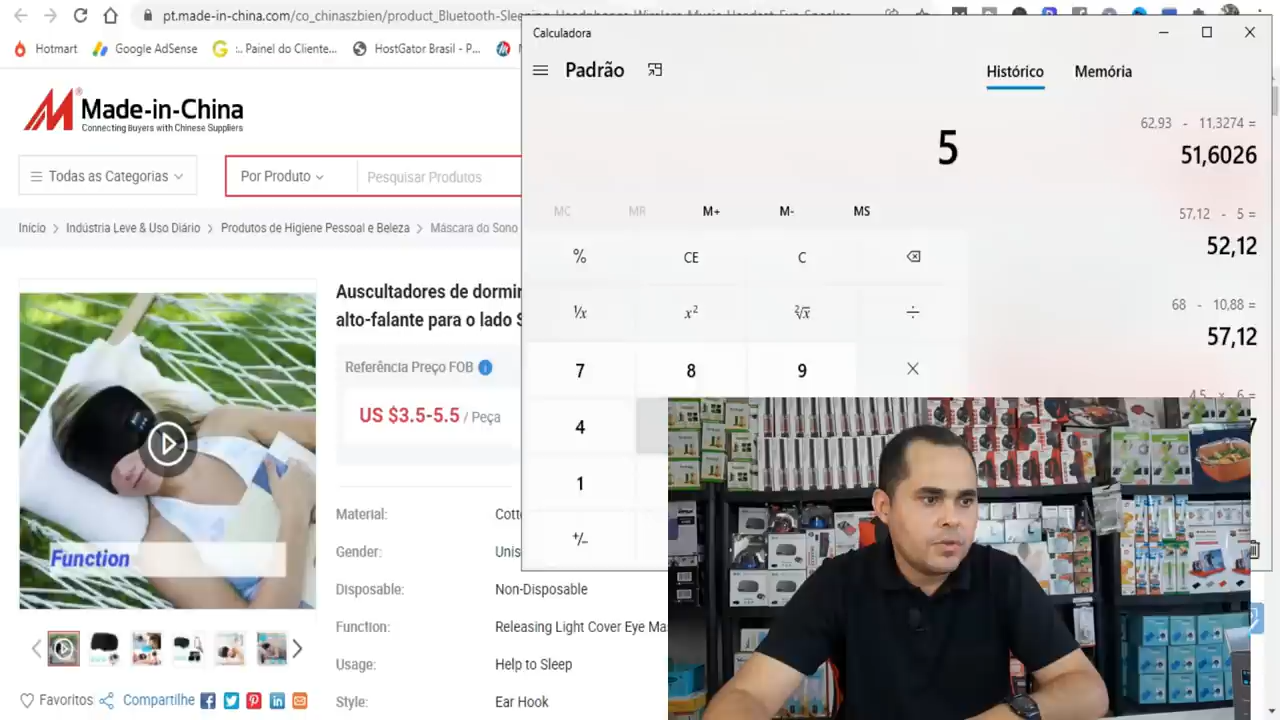 pt.made-in-china.com/co_chinaszbien/product_Bluetooth-Sleeping-Headphones-Wireless-Music-Headset-Eye
Hotmart
Google AdSense
:. Painel do Cliente...
HostGator Brasil - P...
Calculadora
Padrão
Histórico
Memória
Made-in-China
Connecting Buyers with Chinese Suppliers
62,93 - 11,3274 =
51,6026
5
Todas as Categorias
Por Produto
Pesquisar Produtos
57,12 - 5 =
52,12
MC MR M+ M- MS
Início > Indústria Leve & Uso Diário > Produtos de Higiene Pessoal e Beleza > Máscara do Sono
% CE C
68 - 10,88 =
57,12
Auscultadores de dormir
alto-falante para o lado S
¹/x x² ²√x ÷
Referência Preço FOB
7 8 9 ×
4,5 × 6 =
7
US $3.5-5.5 / Peça
4
1
+/-
Material:
Gender:
Disposable: Non-Disposable
Function
Function: Releasing Light Cover Eye Ma
Usage: Help to Sleep
Style: Ear Hook
Favoritos
Compartilhe